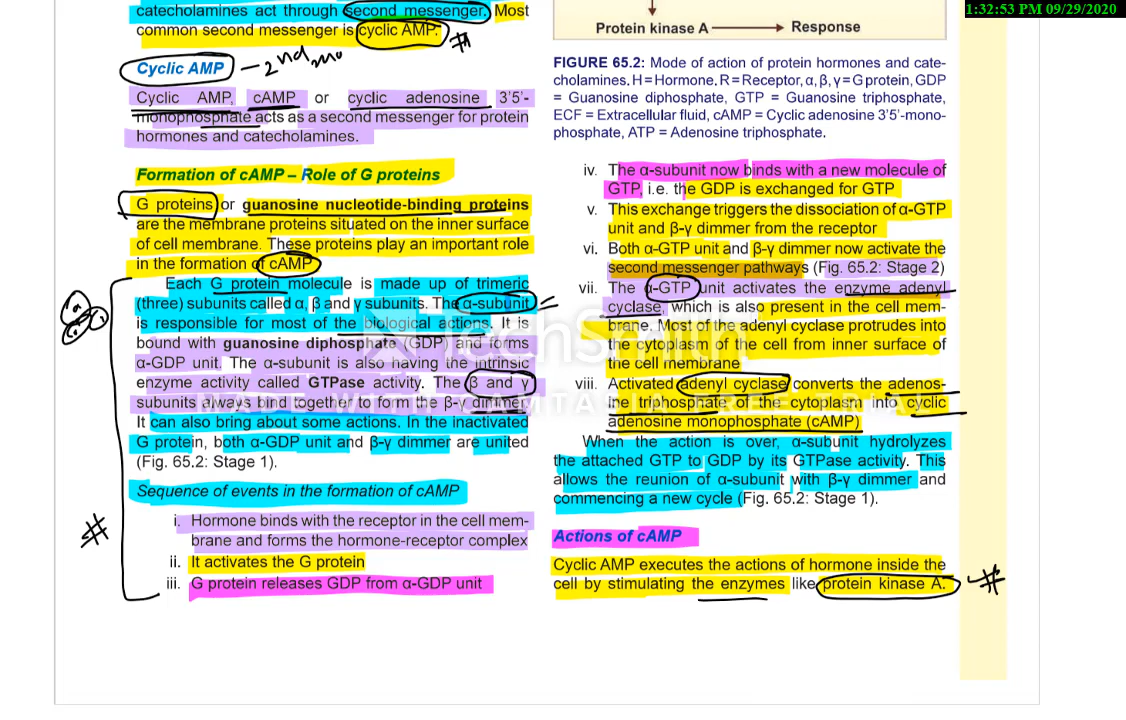 1:32:53 PM 09/29/2020
catecholamines act through second messenger. Most
common second messenger is cyclic AMP.
Cyclic AMP
2nd
Cyclic AMP, cAMP or cyclic adenosine 3'5'-
monophosphate acts as a second messenger for protein
hormones and catecholamines.
Formation of cAMP – Role of G proteins
G proteins or guanosine nucleotide-binding proteins
are the membrane proteins situated on the inner surface
of cell membrane. These proteins play an important role
in the formation of cAMP
Each G protein molecule is made up of trimeric
(three) subunits called α, β and γ subunits. The α-subunit
is responsible for most of the biological actions. It is
bound with guanosine diphosphate (GDP) and forms
α-GDP unit. The α-subunit is also having the intrinsic
enzyme activity called GTPase activity. The β and γ
subunits always bind together to form the β-γ dimmer.
It can also bring about some actions. In the inactivated
G protein, both α-GDP unit and β-γ dimmer are united
(Fig. 65.2: Stage 1).
Sequence of events in the formation of cAMP
i. Hormone binds with the receptor in the cell mem-
brane and forms the hormone-receptor complex
ii. It activates the G protein
iii. G protein releases GDP from α-GDP unit
Protein kinase A → Response
FIGURE 65.2: Mode of action of protein hormones and cate-
cholamines. H = Hormone. R = Receptor, α, β, γ = G protein, GDP
= Guanosine diphosphate, GTP = Guanosine triphosphate,
ECF = Extracellular fluid, cAMP = Cyclic adenosine 3'5'-mono-
phosphate, ATP = Adenosine triphosphate.
iv. The α-subunit now binds with a new molecule of
GTP, i.e. the GDP is exchanged for GTP
v. This exchange triggers the dissociation of α-GTP
unit and β-γ dimmer from the receptor
vi. Both α-GTP unit and β-γ dimmer now activate the
second messenger pathways (Fig. 65.2: Stage 2)
vii. The α-GTP unit activates the enzyme adenyl
cyclase, which is also present in the cell mem-
brane. Most of the adenyl cyclase protrudes into
the cytoplasm of the cell from inner surface of
the cell membrane
viii. Activated adenyl cyclase converts the adenos-
ine triphosphate of the cytoplasm into cyclic
adenosine monophosphate (cAMP)
When the action is over, α-subunit hydrolyzes
the attached GTP to GDP by its GTPase activity. This
allows the reunion of α-subunit with β-γ dimmer and
commencing a new cycle (Fig. 65.2: Stage 1).
Actions of cAMP
Cyclic AMP executes the actions of hormone inside the
cell by stimulating the enzymes like protein kinase A.
TechSmith
MADE WITH CAMTASIA FREE TRIAL